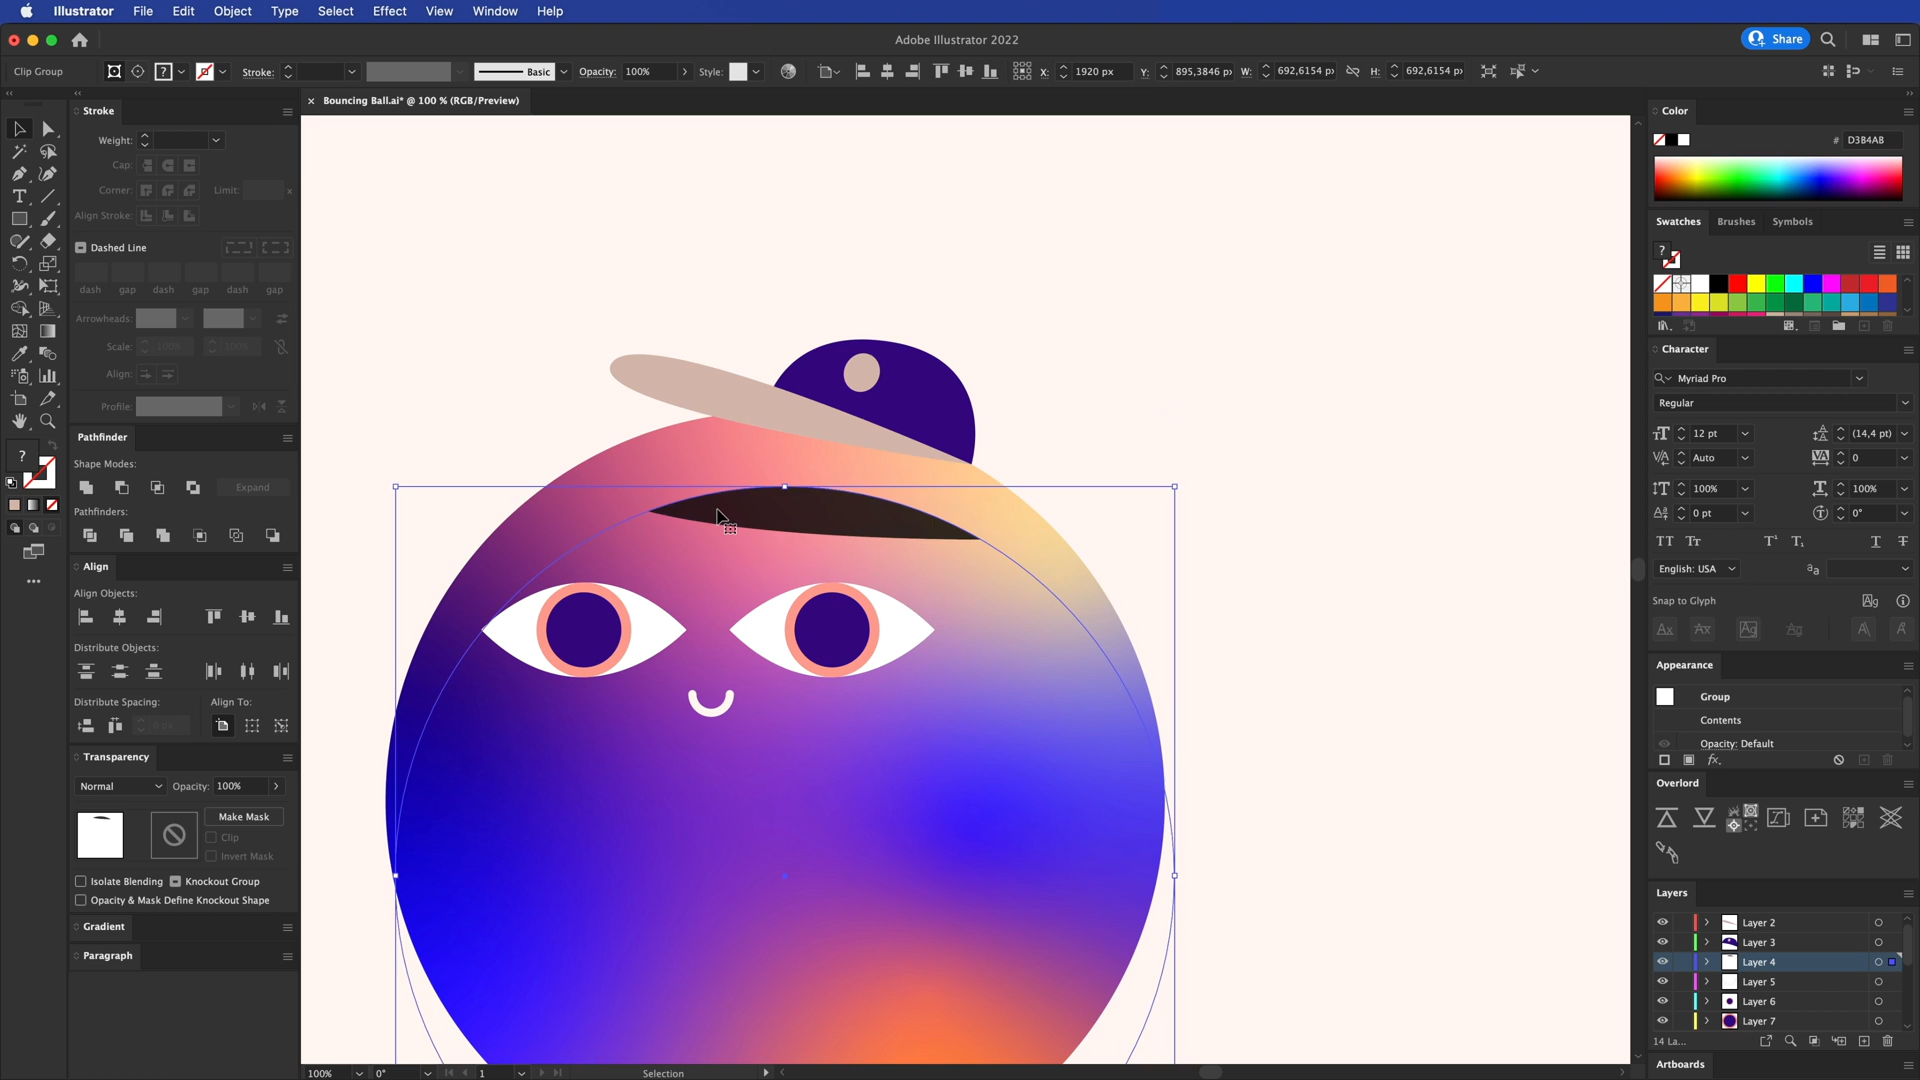 Illustrator File Edit Object Type Select Effect View Window Help
Adobe Illustrator 2022
Share
Clip Group
Stroke:
Basic
Opacity: 100%
Style:
X: 1920 px
Y: 895,3846 p
W: 692,6154 p
H: 692,6154 p
Bouncing Ball.ai* @ 100 % (RGB/Preview)
Stroke
Weight:
Cap:
Corner:
Limit:
x
Align Stroke:
Dashed Line
dash gap dash gap dash gap
Arrowheads:
Scale: 100% 100%
Align:
Profile:
Pathfinder
Shape Modes:
Expand
Pathfinders:
Align
Align Objects:
Distribute Objects:
Distribute Spacing: Align To:
0 px
Transparency
Normal Opacity: 100%
Make Mask
Clip
Invert Mask
Isolate Blending Knockout Group
Opacity & Mask Define Knockout Shape
Gradient
Paragraph
100% 0° 1 Selection
Color
# D3B4AB
Swatches Brushes Symbols
?
Character
Myriad Pro
Regular
12 pt (14,4 pt)
Auto 0
100% 100%
0 pt 0°
English: USA
Snap to Glyph
Appearance
Group
Contents
Opacity: Default
fx
Overlord
Layers
Layer 2
Layer 3
Layer 4
Layer 5
Layer 6
Layer 7
14 La...
Artboards